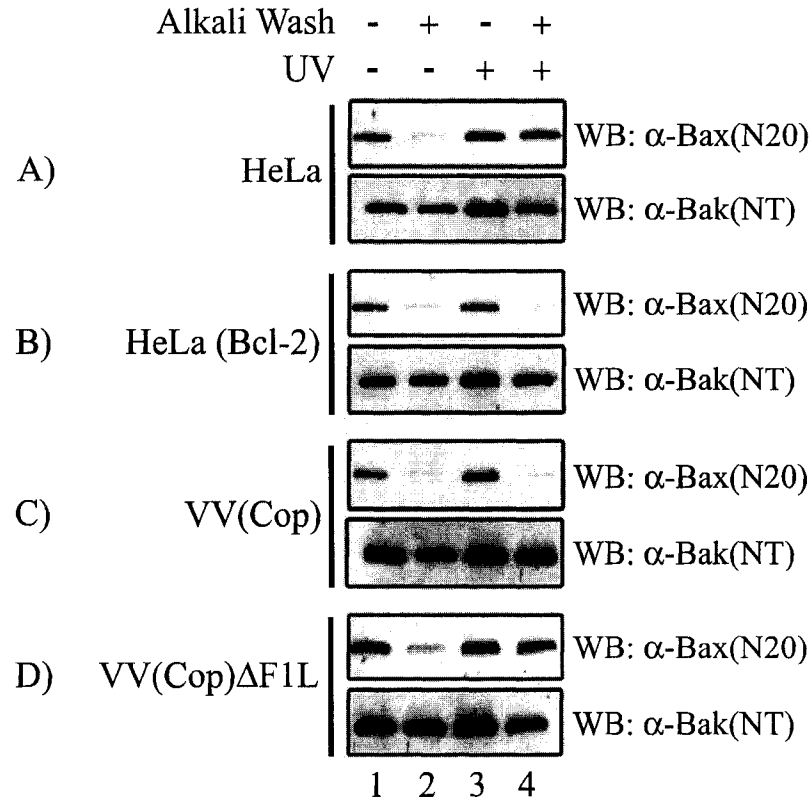 Alkali Wash - + - +
UV - - + +
A) HeLa WB: α-Bax(N20)
WB: α-Bak(NT)
B) HeLa (Bcl-2) WB: α-Bax(N20)
WB: α-Bak(NT)
C) VV(Cop) WB: α-Bax(N20)
WB: α-Bak(NT)
D) VV(Cop)ΔF1L WB: α-Bax(N20)
WB: α-Bak(NT)
1 2 3 4